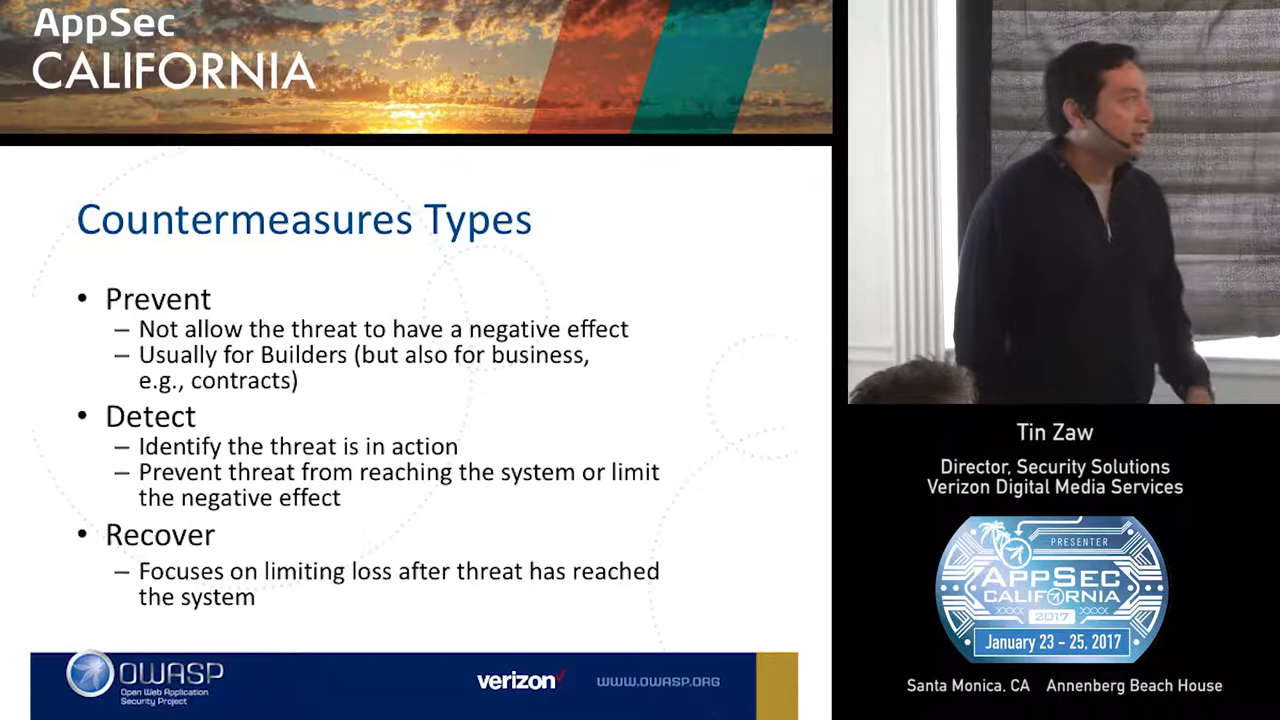 AppSec
CALIFORNIA
Countermeasures Types
• Prevent
– Not allow the threat to have a negative effect
– Usually for Builders (but also for business,
e.g., contracts)
• Detect
– Identify the threat is in action
– Prevent threat from reaching the system or limit
the negative effect
• Recover
– Focuses on limiting loss after threat has reached
the system
OWASP
Open Web Application
Security Project
verizon
WWW.OWASP.ORG
Tin Zaw
Director, Security Solutions
Verizon Digital Media Services
PRESENTER
APPSEC
CALIFORNIA
2017
January 23 - 25, 2017
Santa Monica, CA Annenberg Beach House